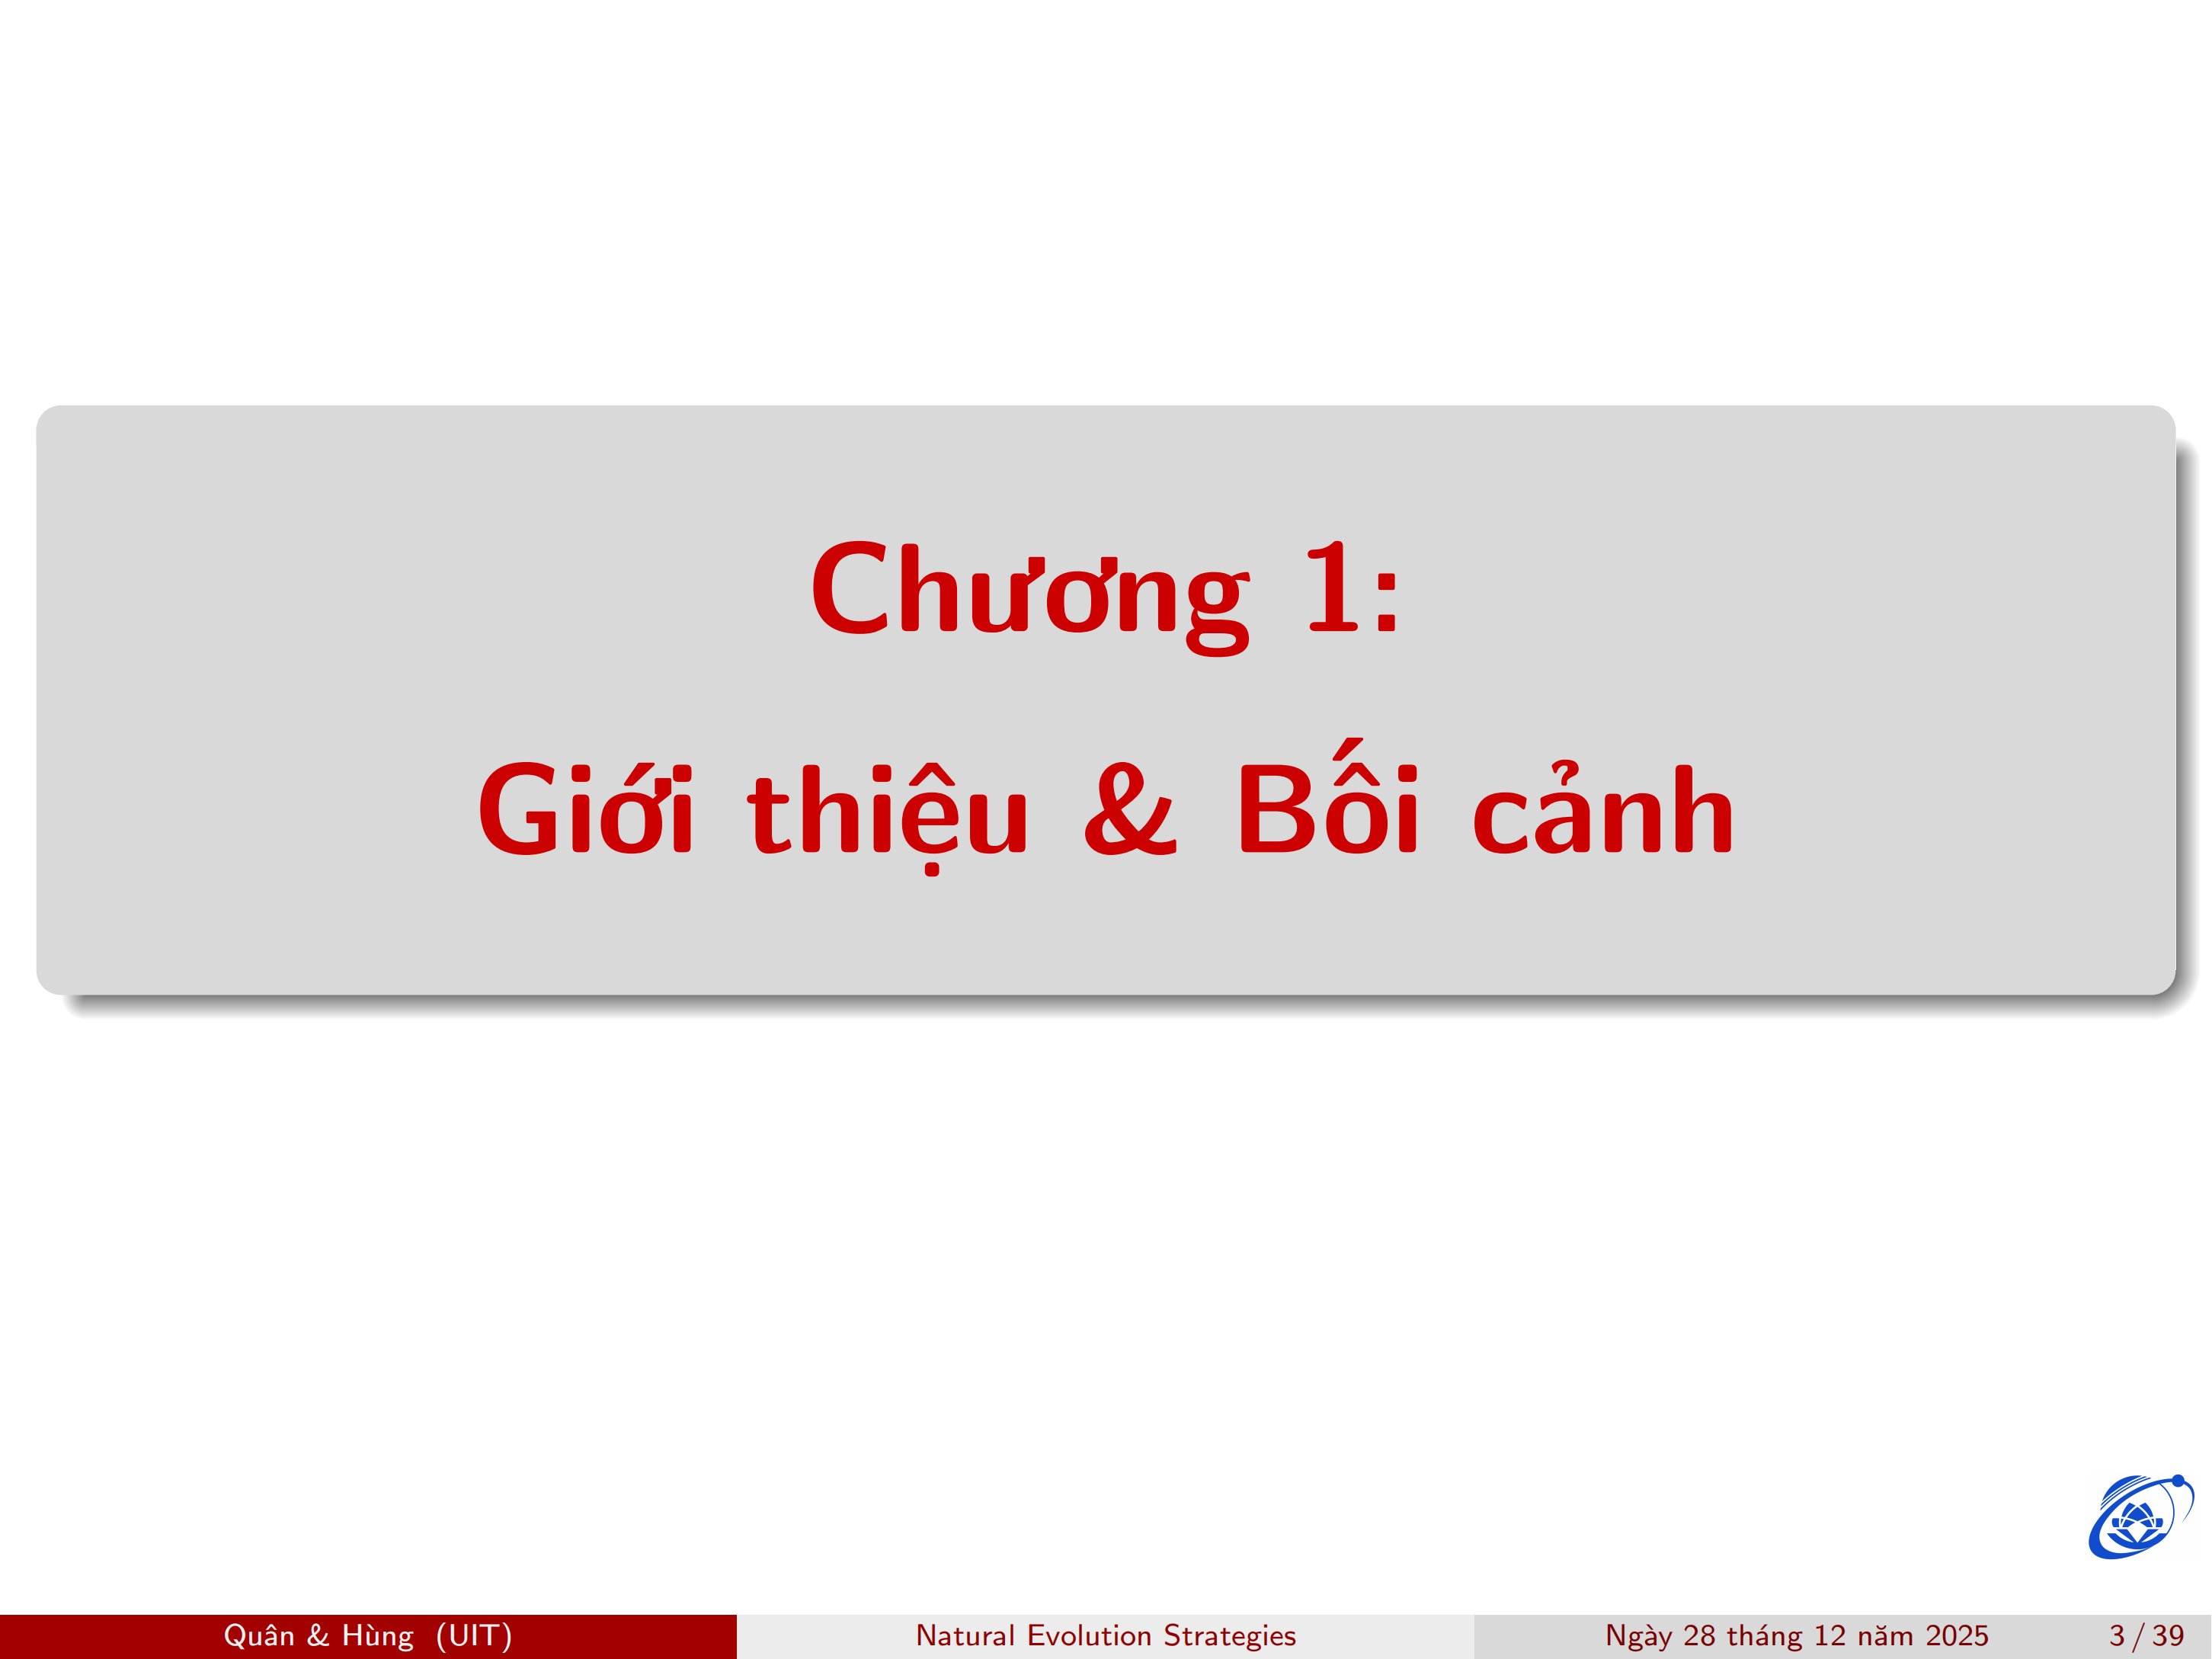 Chương 1:
Giới thiệu & Bối cảnh
Quân & Hùng (UIT)
Natural Evolution Strategies
Ngày 28 tháng 12 năm 2025
3 / 39